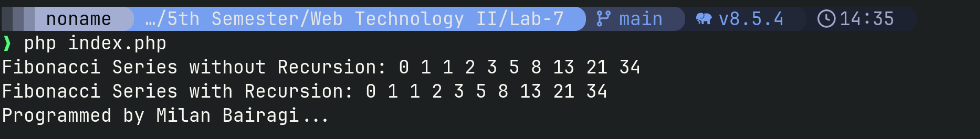 noname …/5th Semester/Web Technology II/Lab-7 main v8.5.4 14:35
❯ php index.php
Fibonacci Series without Recursion: 0 1 1 2 3 5 8 13 21 34
Fibonacci Series with Recursion: 0 1 1 2 3 5 8 13 21 34
Programmed by Milan Bairagi...